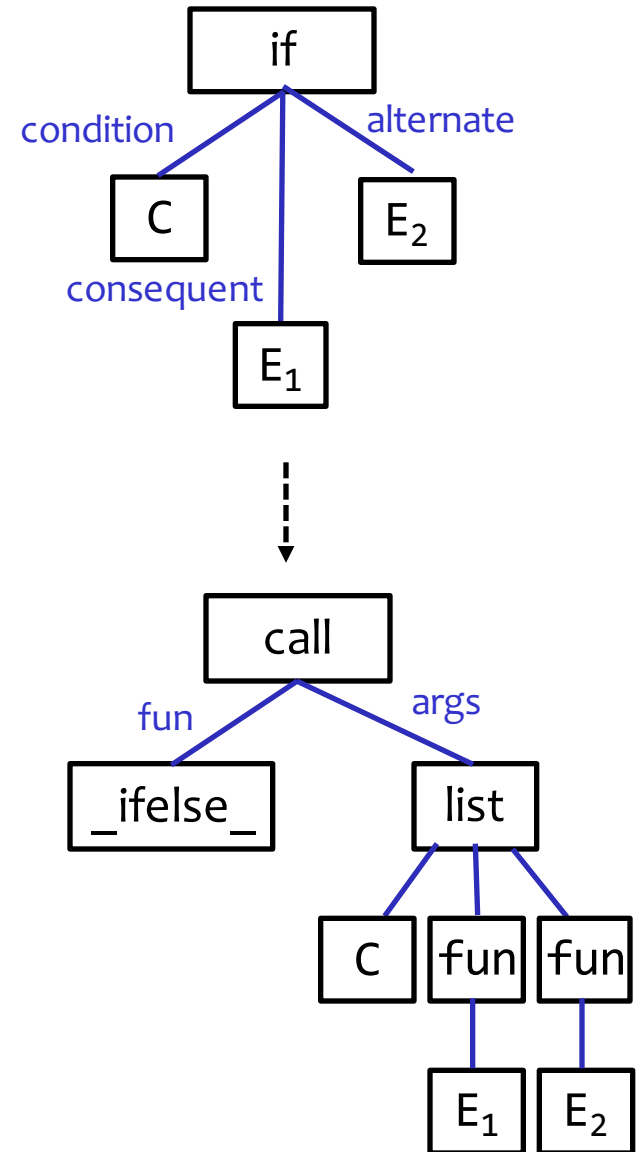 if
condition
alternate
C
E₂
consequent
E₁
call
fun
args
_ifelse_
list
C
fun
fun
E₁
E₂